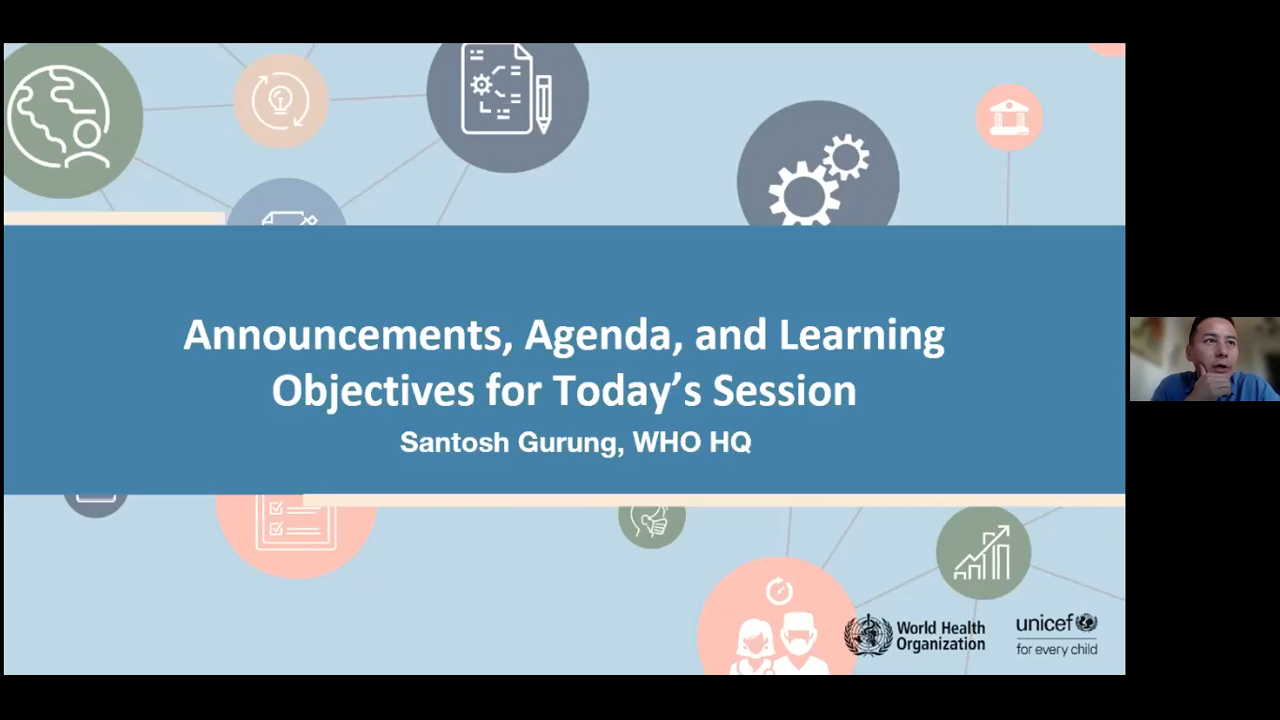 Announcements, Agenda, and Learning
Objectives for Today's Session
Santosh Gurung, WHO HQ
World Health
Organization
unicef
for every child